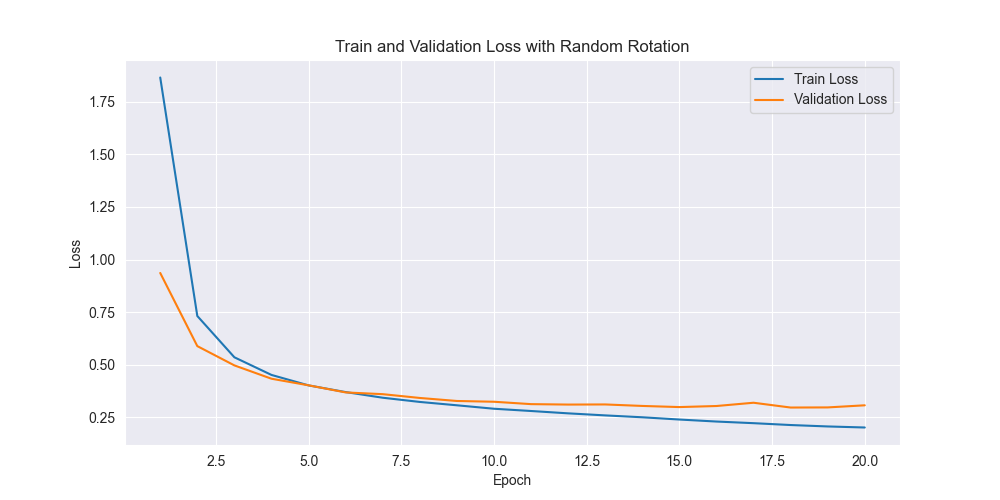 Train and Validation Loss with Random Rotation
Train Loss
Validation Loss
1.75
1.50
1.25
1.00
0.75
0.50
0.25
Loss
2.5 5.0 7.5 10.0 12.5 15.0 17.5 20.0
Epoch